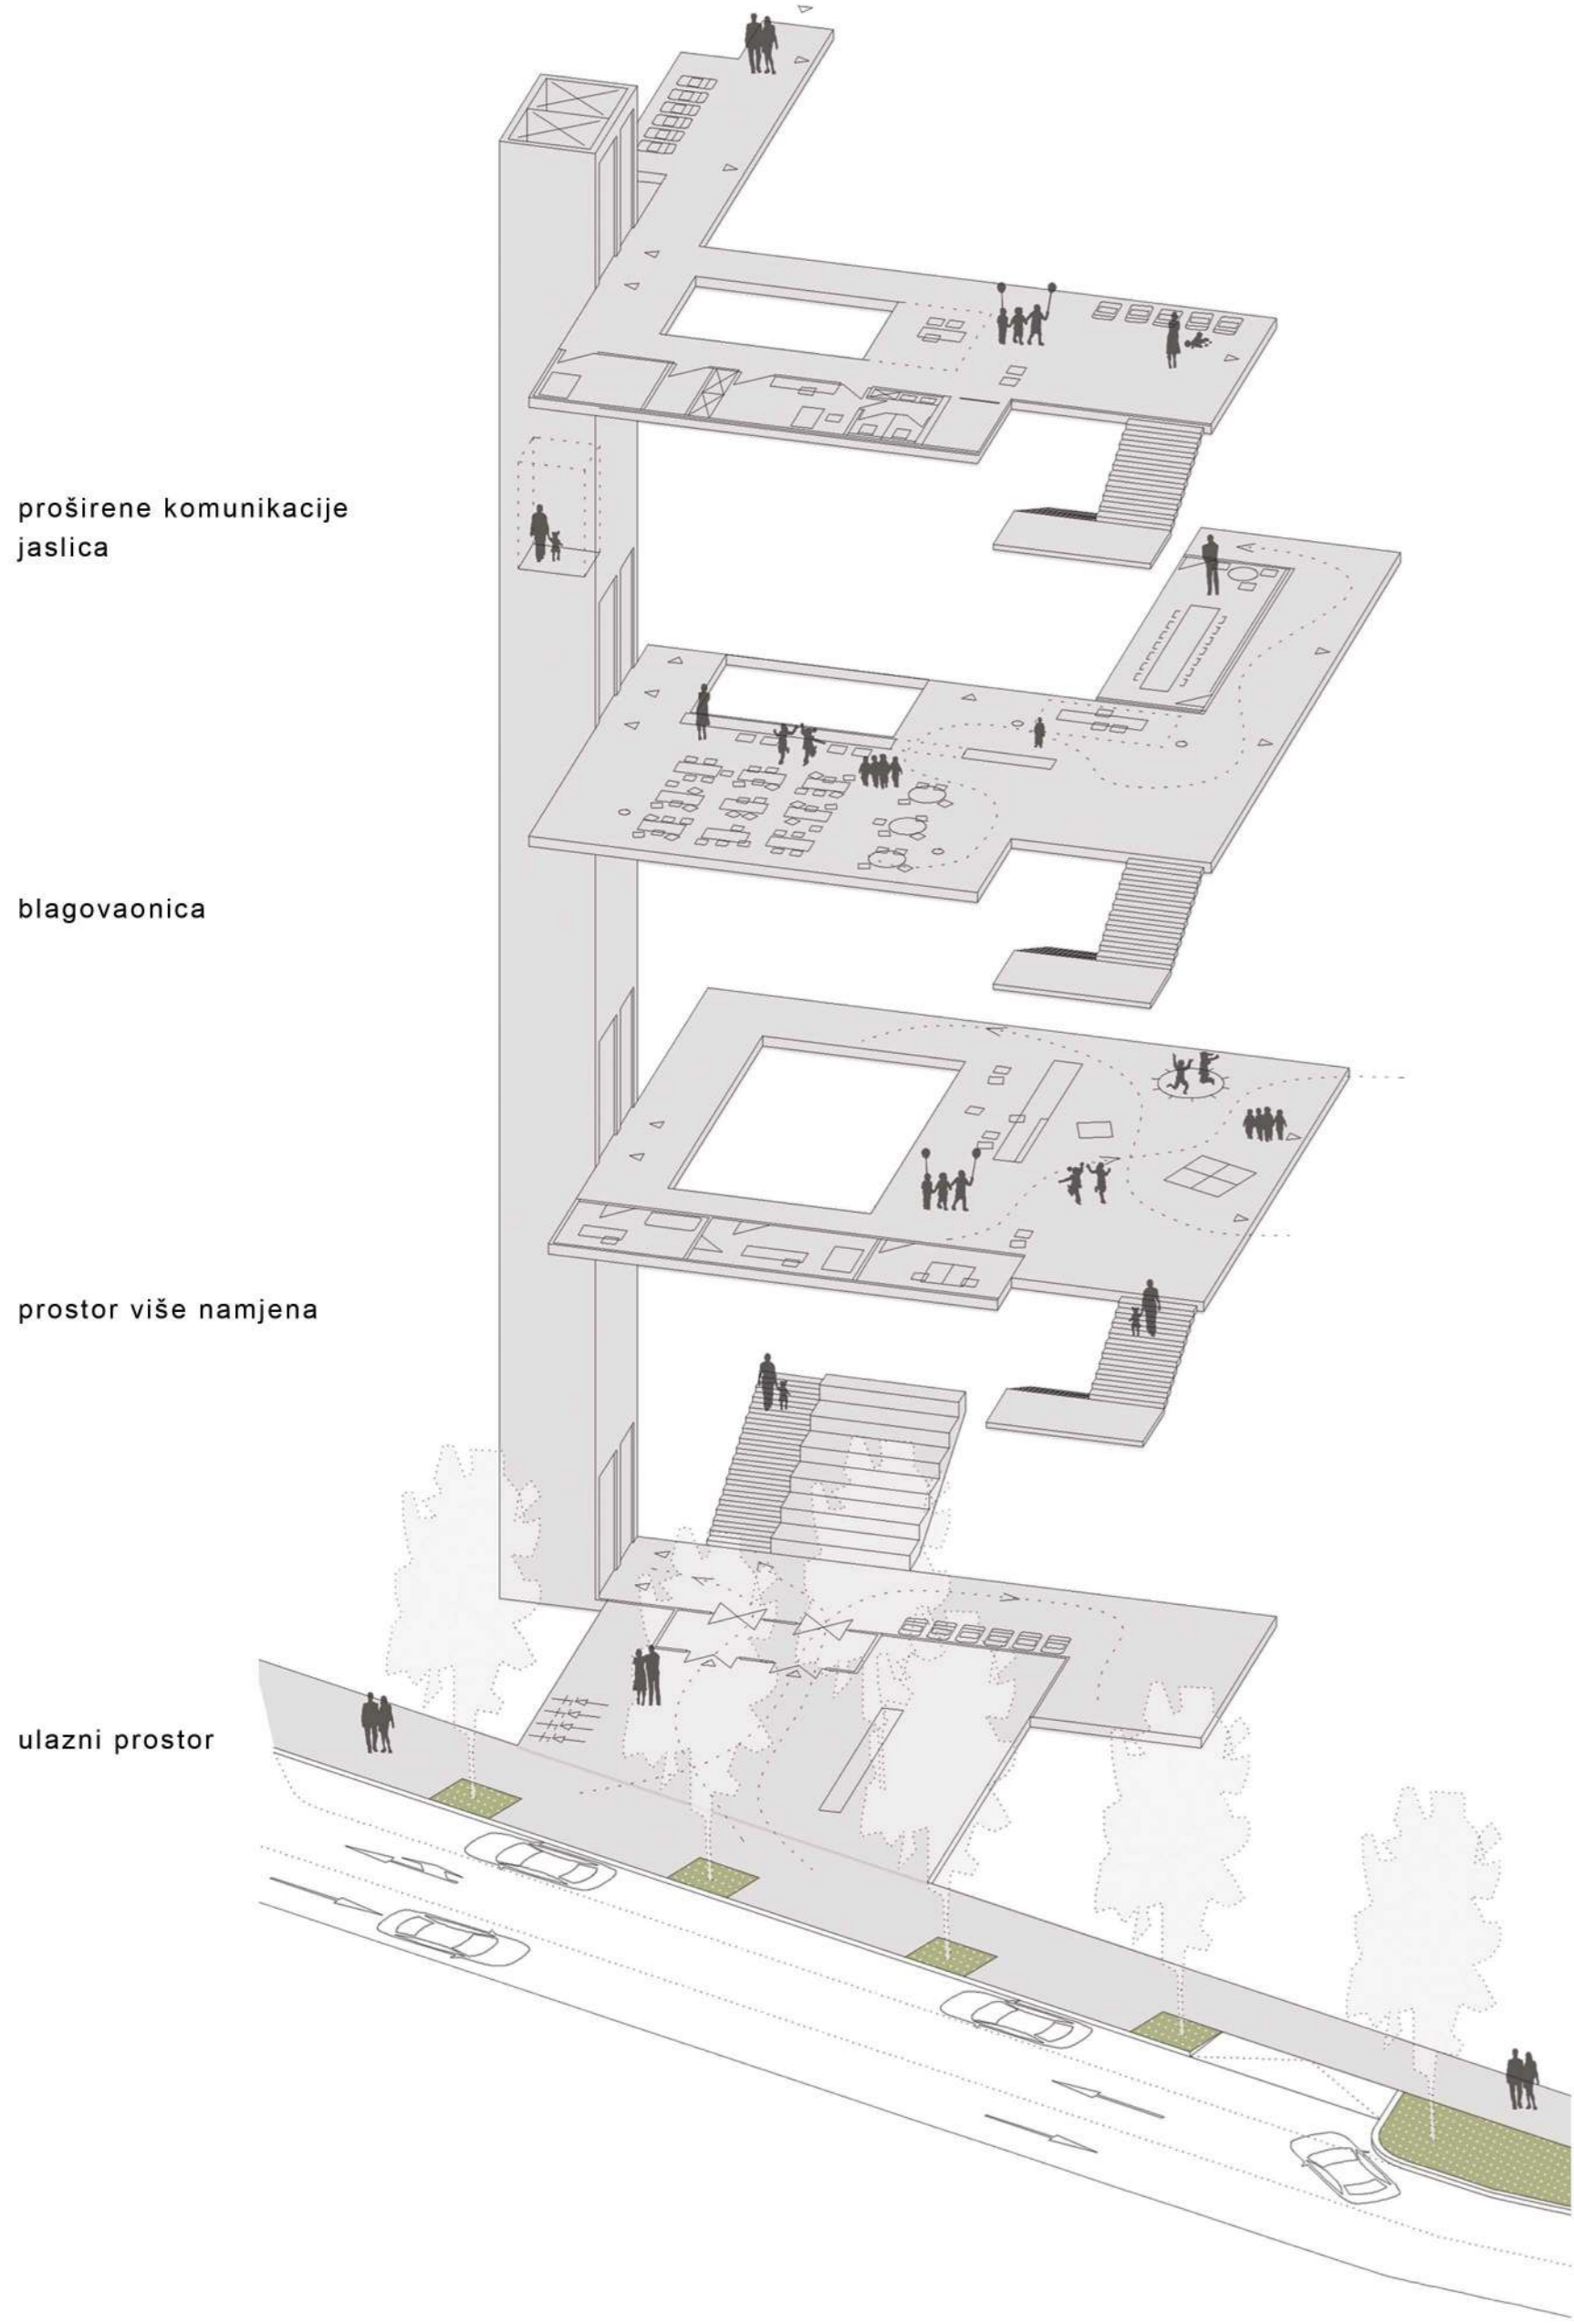 proširene komunikacije
jaslica
blagovaonica
prostor više namjena
ulazni prostor